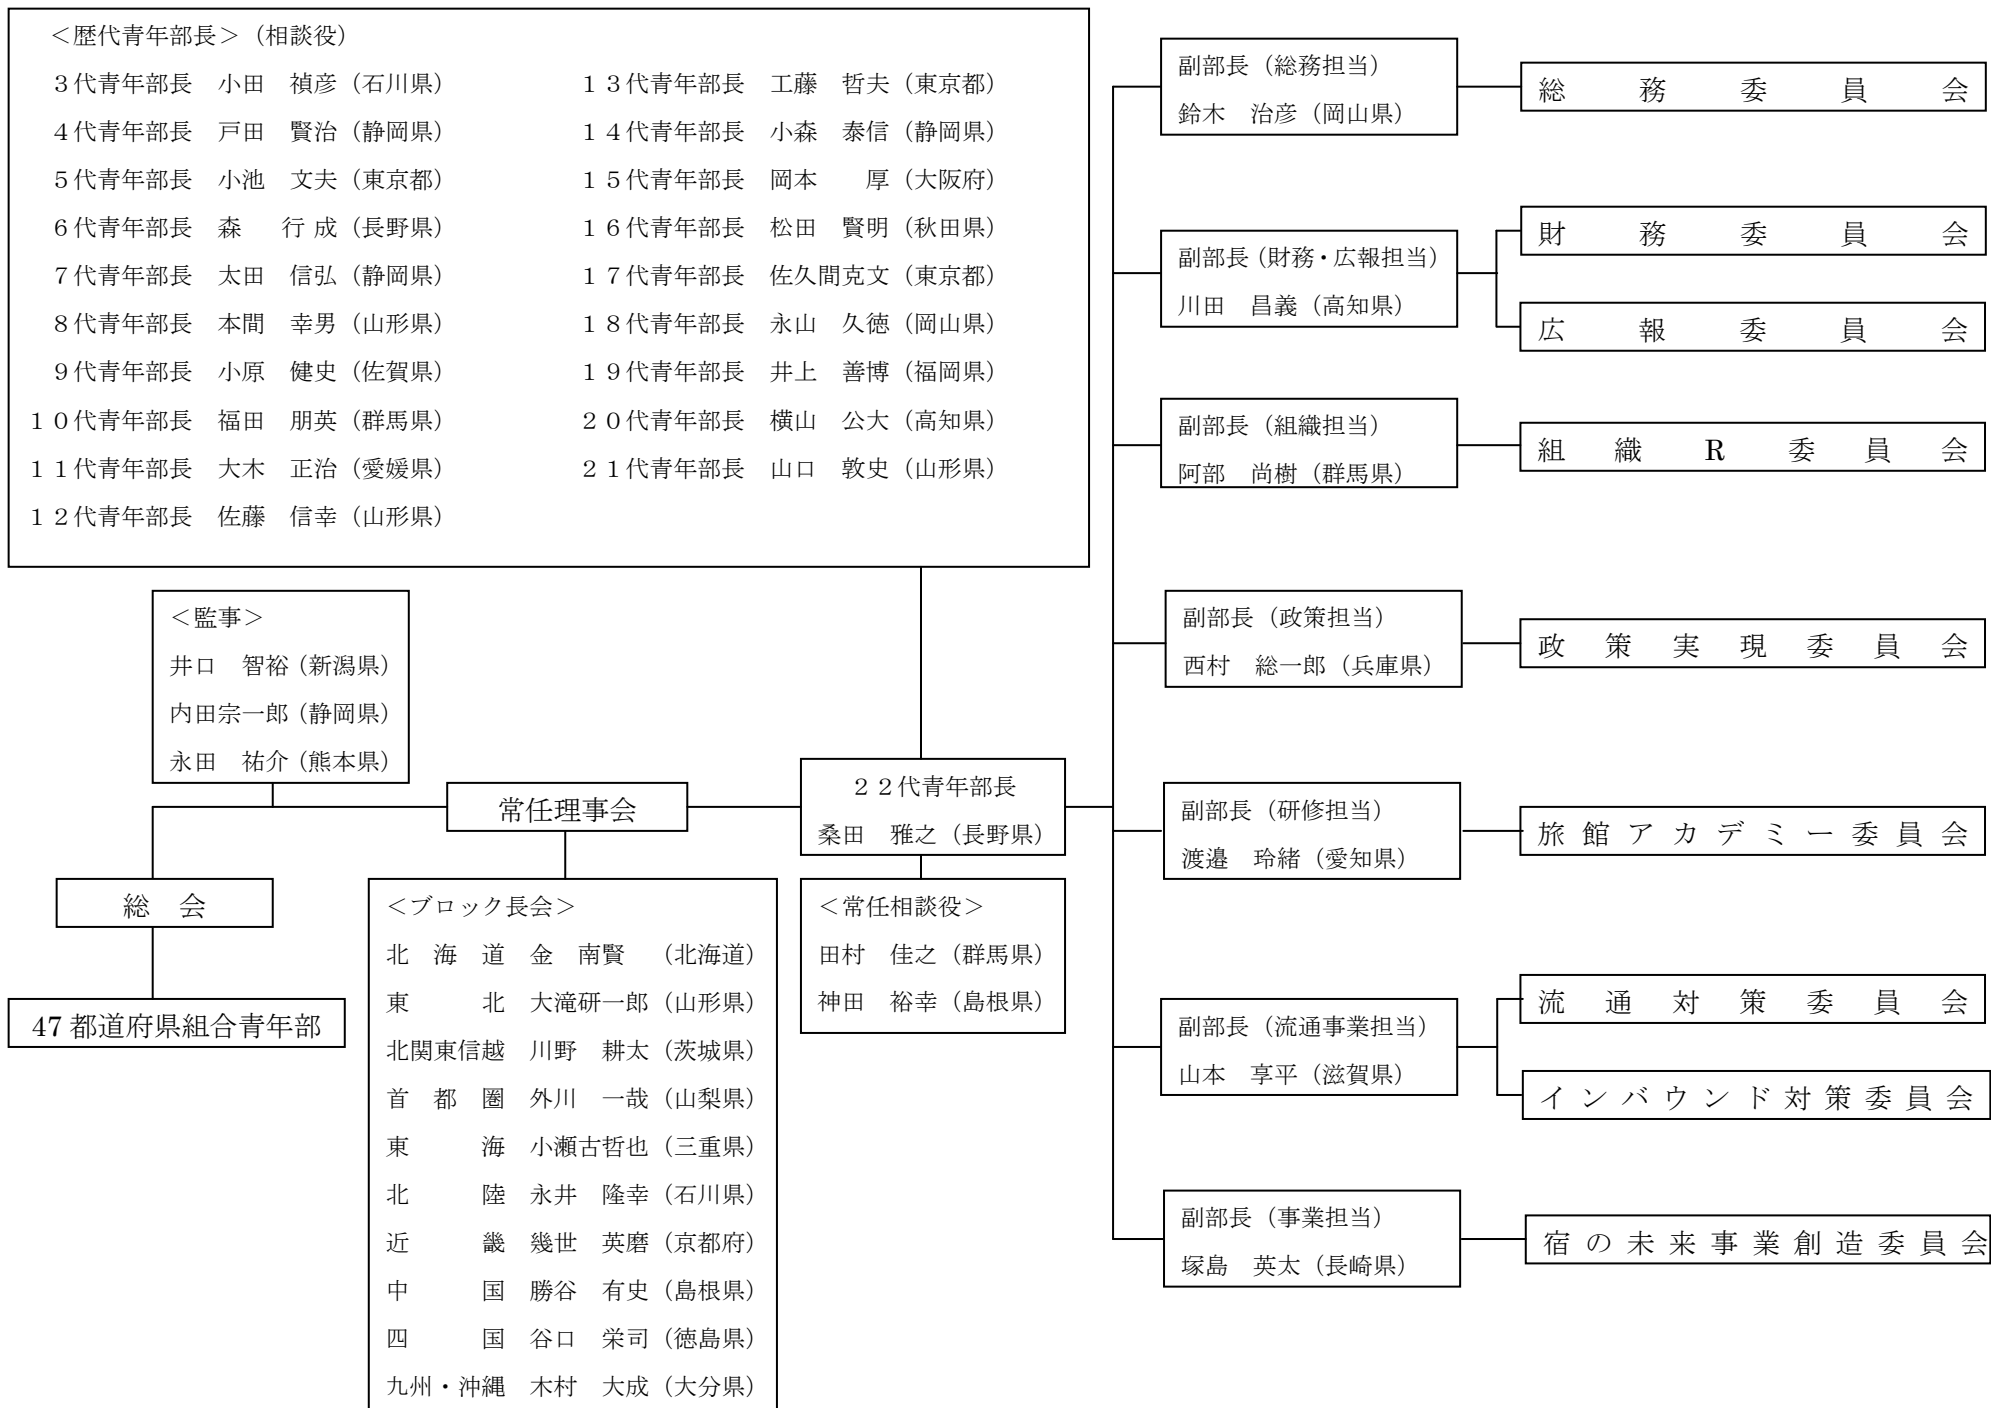 ＜歴代青年部長＞（相談役）
３代青年部長　小田　禎彦（石川県）
４代青年部長　戸田　賢治（静岡県）
５代青年部長　小池　文夫（東京都）
６代青年部長　森　行成（長野県）
７代青年部長　太田　信弘（静岡県）
８代青年部長　本間　幸男（山形県）
９代青年部長　小原　健史（佐賀県）
１０代青年部長　福田　朋英（群馬県）
１１代青年部長　大木　正治（愛媛県）
１２代青年部長　佐藤　信幸（山形県）
１３代青年部長　工藤　哲夫（東京都）
１４代青年部長　小森　泰信（静岡県）
１５代青年部長　岡本　厚（大阪府）
１６代青年部長　松田　賢明（秋田県）
１７代青年部長　佐久間克文（東京都）
１８代青年部長　永山　久徳（岡山県）
１９代青年部長　井上　善博（福岡県）
２０代青年部長　横山　公大（高知県）
２１代青年部長　山口　敦史（山形県）
＜監事＞
井口　智裕（新潟県）
内田宗一郎（静岡県）
永田　祐介（熊本県）
常任理事会
２２代青年部長
桑田　雅之（長野県）
総　会
47都道府県組合青年部
＜ブロック長会＞
北　海　道　金　南賢　（北海道）
東　　　北　大滝研一郎（山形県）
北関東信越　川野　耕太（茨城県）
首　都　圏　外川　一哉（山梨県）
東　　　海　小瀬古哲也（三重県）
北　　　陸　永井　隆幸（石川県）
近　　　畿　幾世　英磨（京都府）
中　　　国　勝谷　有史（島根県）
四　　　国　谷口　栄司（徳島県）
九州・沖縄　木村　大成（大分県）
＜常任相談役＞
田村　佳之（群馬県）
神田　裕幸（島根県）
副部長（総務担当）
鈴木　治彦（岡山県）
総務委員会
副部長（財務・広報担当）
川田　昌義（高知県）
財務委員会
広報委員会
副部長（組織担当）
阿部　尚樹（群馬県）
組織R委員会
副部長（政策担当）
西村　総一郎（兵庫県）
政策実現委員会
副部長（研修担当）
渡邉　玲緒（愛知県）
旅館アカデミー委員会
副部長（流通事業担当）
山本　享平（滋賀県）
流通対策委員会
インバウンド対策委員会
副部長（事業担当）
塚島　英太（長崎県）
宿の未来事業創造委員会